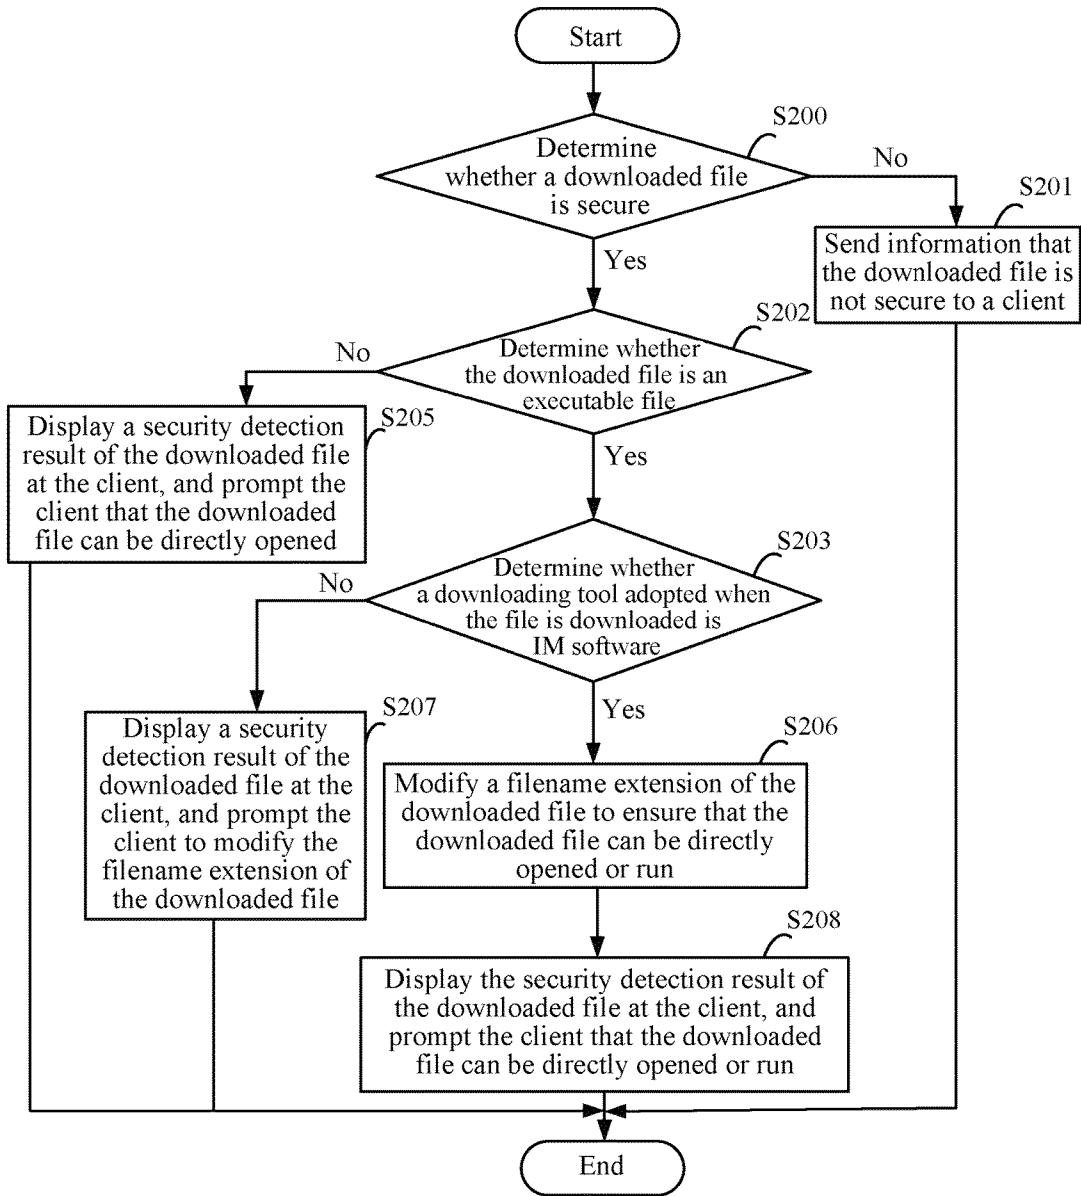 Start
S200
Determine
whether a downloaded file
is secure
No
S201
Send information that
the downloaded file is
not secure to a client
Yes
S202
Determine whether
the downloaded file is an
executable file
No
S205
Display a security detection
result of the downloaded file
at the client, and prompt the
client that the downloaded
file can be directly opened
Yes
S203
Determine whether
a downloading tool adopted when
the file is downloaded is
IM software
No
S207
Display a security
detection result of the
downloaded file at the
client, and prompt the
client to modify the
filename extension of
the downloaded file
Yes
S206
Modify a filename extension of the
downloaded file to ensure that the
downloaded file can be directly
opened or run
S208
Display the security detection result of
the downloaded file at the client, and
prompt the client that the downloaded
file can be directly opened or run
End